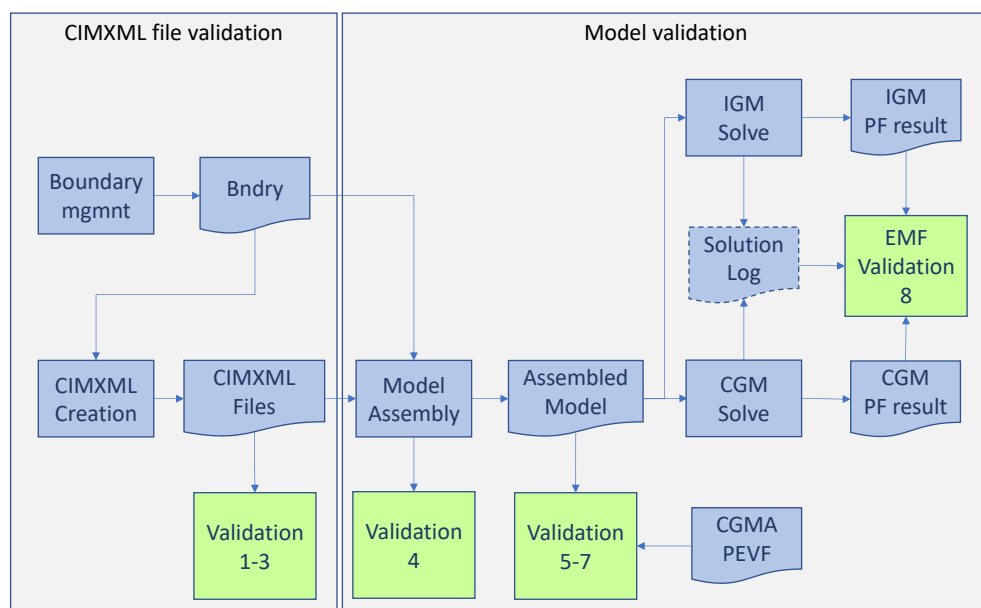 CIMXML file validation
Model validation
IGM
Solve
IGM
PF result
Boundary
mgmnt
Bndry
Solution
Log
EMF
Validation
8
CIMXML
Creation
CIMXML
Files
Model
Assembly
Assembled
Model
CGM
Solve
CGM
PF result
Validation
1-3
Validation
4
Validation
5-7
CGMA
PEVF